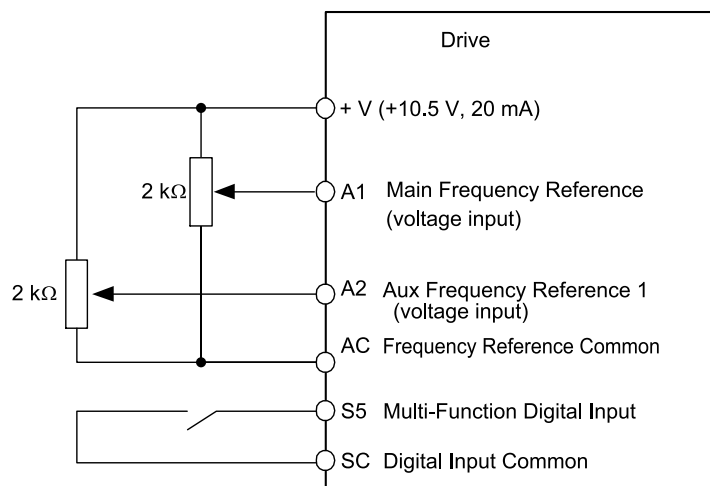 Drive
+ V (+10.5 V, 20 mA)
2 kΩ
A1 Main Frequency Reference
(voltage input)
2 kΩ
A2 Aux Frequency Reference 1
(voltage input)
AC Frequency Reference Common
S5 Multi-Function Digital Input
SC Digital Input Common